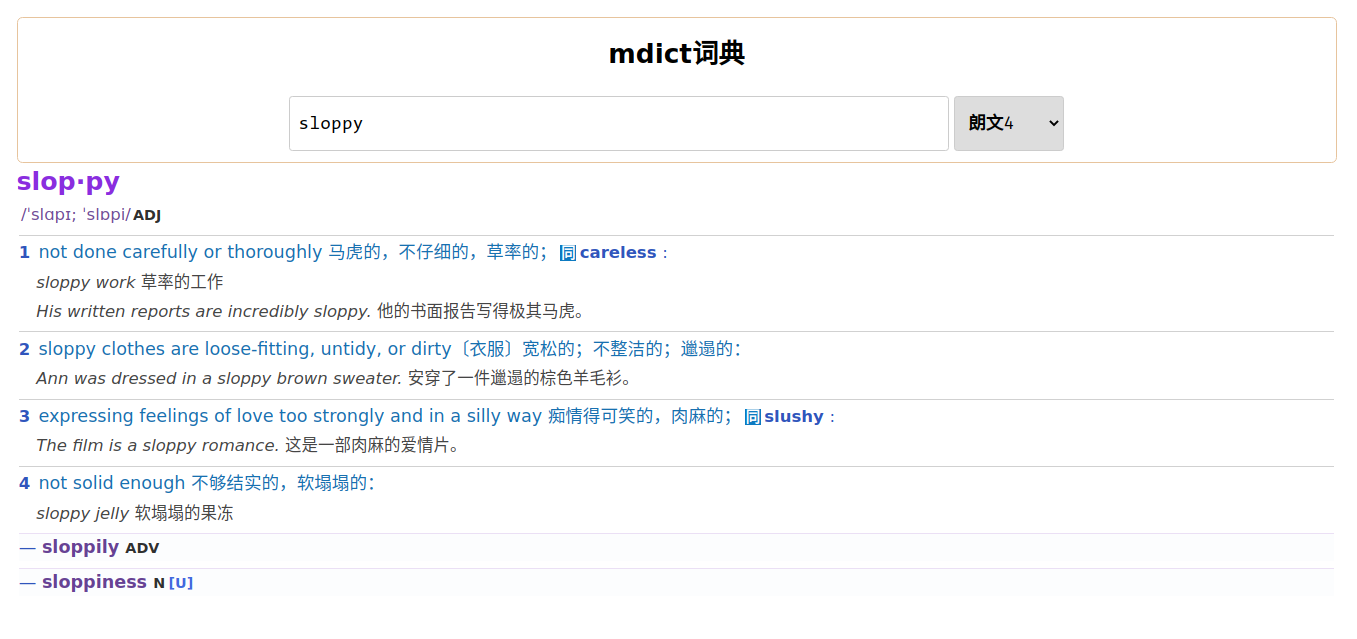 mdict词典
sloppy
朗文4
slop·py
/ˈslɑpɪ; ˈslɒpi/ ADJ
1 not done carefully or thoroughly 马虎的，不仔细的，草率的； 同 careless :
sloppy work 草率的工作
His written reports are incredibly sloppy. 他的书面报告写得极其马虎。
2 sloppy clothes are loose-fitting, untidy, or dirty〔衣服〕宽松的；不整洁的；邋遢的：
Ann was dressed in a sloppy brown sweater. 安穿了一件邋遢的棕色羊毛衫。
3 expressing feelings of love too strongly and in a silly way 痴情得可笑的，肉麻的； 同 slushy :
The film is a sloppy romance. 这是一部肉麻的爱情片。
4 not solid enough 不够结实的，软塌塌的：
sloppy jelly 软塌塌的果冻
— sloppily ADV
— sloppiness N [U]